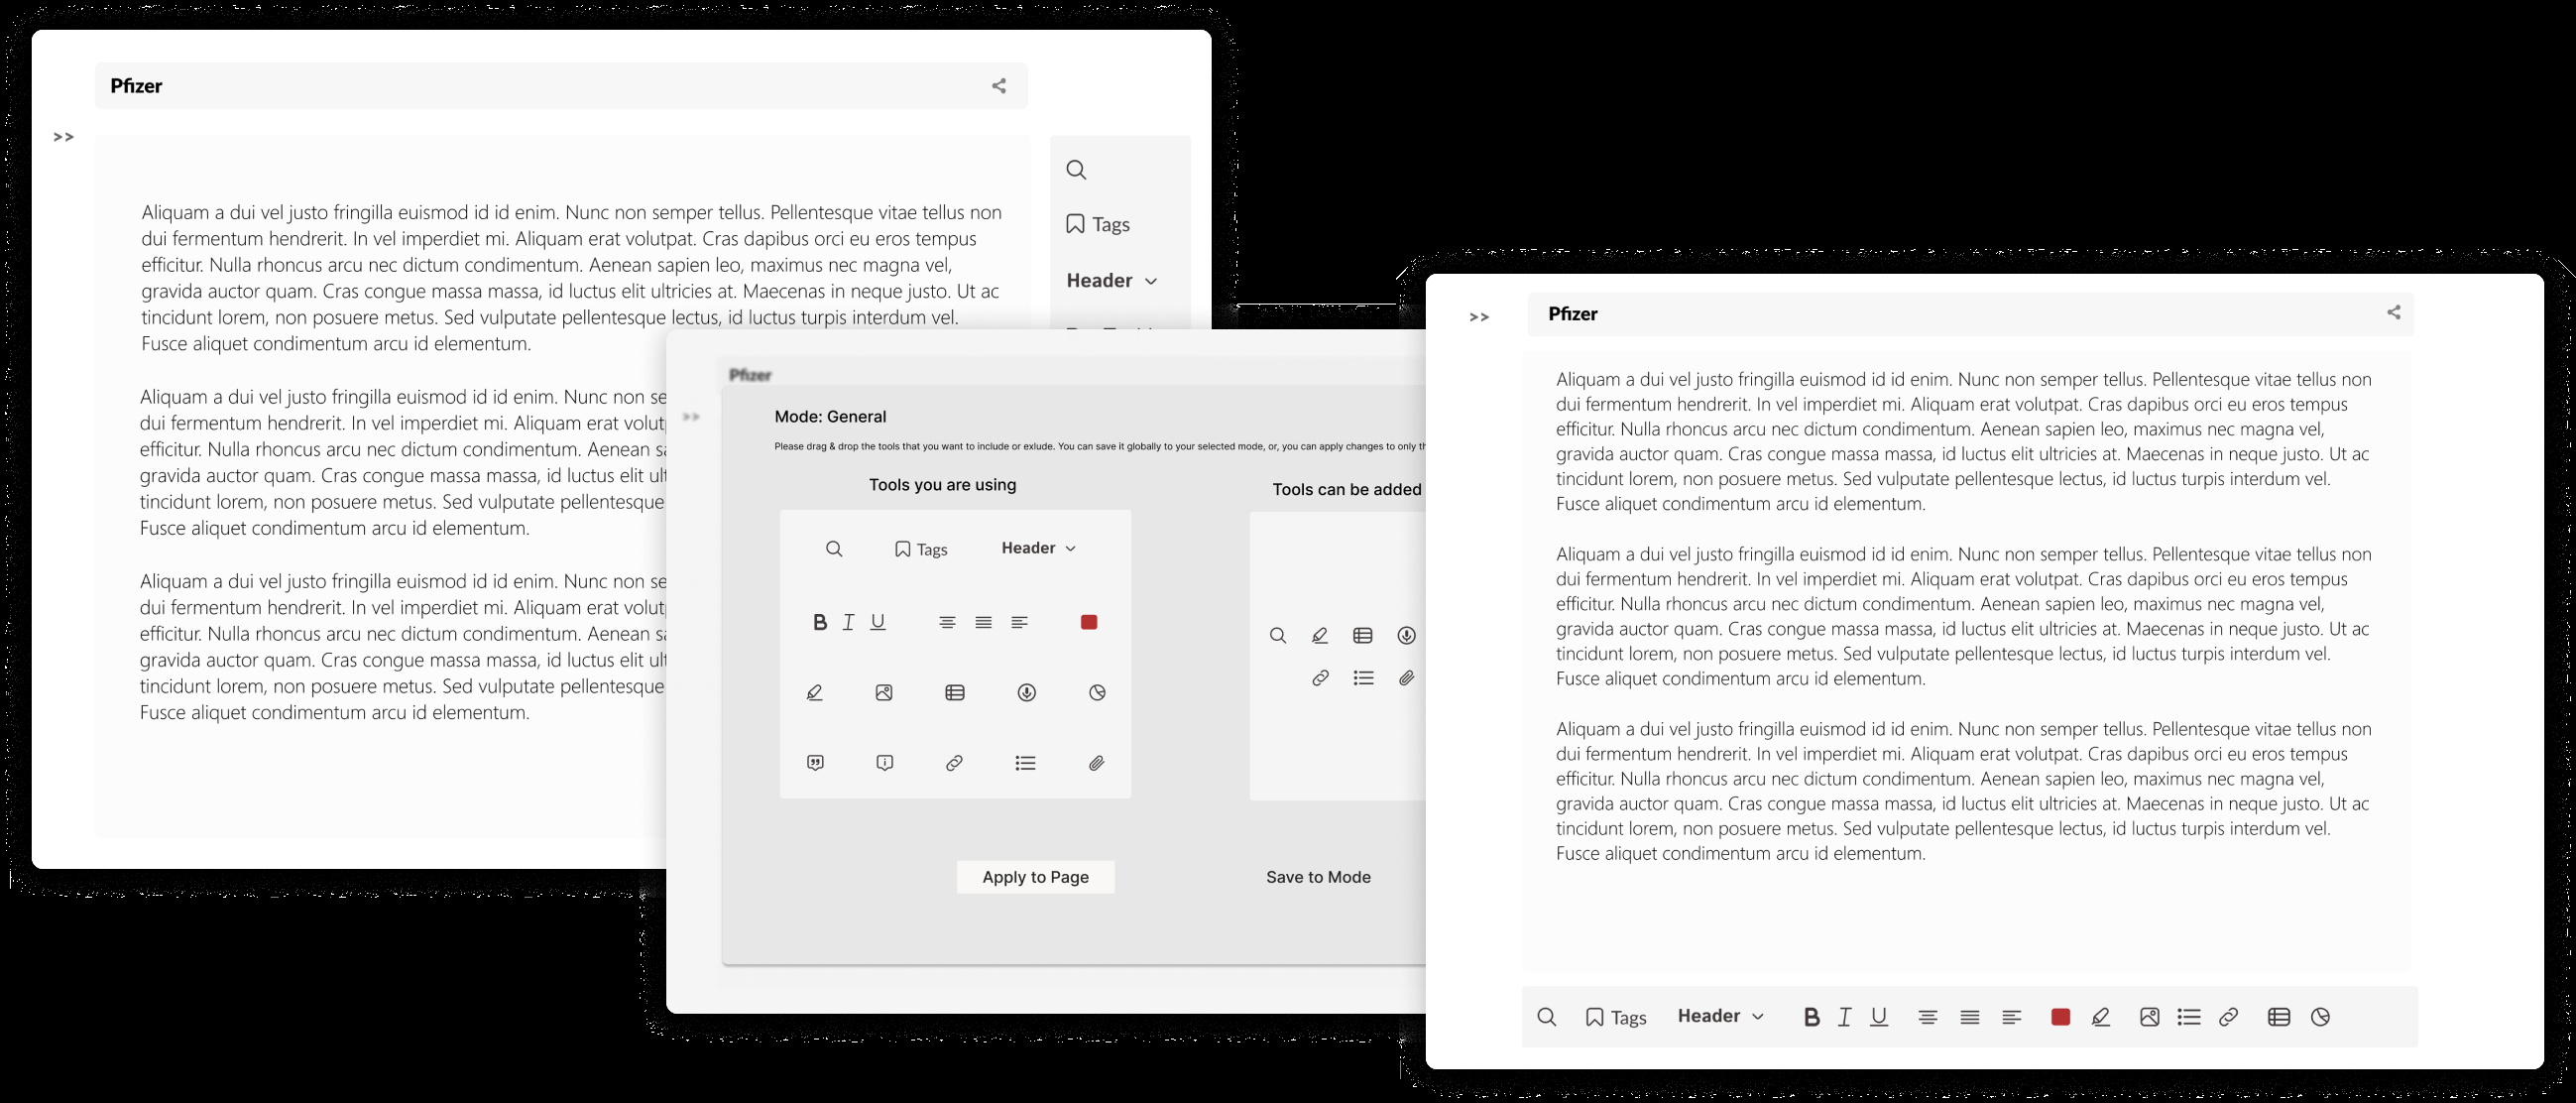 Pfizer
>>
Aliquam a dui vel justo fringilla euismod id id enim. Nunc non semper tellus. Pellentesque vitae tellus non
dui fermentum hendrerit. In vel imperdiet mi. Aliquam erat volutpat. Cras dapibus orci eu eros tempus
efficitur. Nulla rhoncus arcu nec dictum condimentum. Aenean sapien leo, maximus nec magna vel,
gravida auctor quam. Cras congue massa massa, id luctus elit ultricies at. Maecenas in neque justo. Ut ac
tincidunt lorem, non posuere metus. Sed vulputate pellentesque lectus, id luctus turpis interdum vel.
Fusce aliquet condimentum arcu id elementum.
Aliquam a dui vel justo fringilla euismod id id enim. Nunc non se
dui fermentum hendrerit. In vel imperdiet mi. Aliquam erat volut
efficitur. Nulla rhoncus arcu nec dictum condimentum. Aenean sa
gravida auctor quam. Cras congue massa massa, id luctus elit ult
tincidunt lorem, non posuere metus. Sed vulputate pellentesque
Fusce aliquet condimentum arcu id elementum.
Aliquam a dui vel justo fringilla euismod id id enim. Nunc non se
dui fermentum hendrerit. In vel imperdiet mi. Aliquam erat volut
efficitur. Nulla rhoncus arcu nec dictum condimentum. Aenean sa
gravida auctor quam. Cras congue massa massa, id luctus elit ult
tincidunt lorem, non posuere metus. Sed vulputate pellentesque
Fusce aliquet condimentum arcu id elementum.
Tags
Header
Pfizer
>>
Mode: General
Please drag & drop the tools that you want to include or exlude. You can save it globally to your selected mode, or, you can apply changes to only th
Tools you are using
Tags
Header
B I U
Tools can be added
Apply to Page
Save to Mode
>>
Pfizer
Aliquam a dui vel justo fringilla euismod id id enim. Nunc non semper tellus. Pellentesque vitae tellus non
dui fermentum hendrerit. In vel imperdiet mi. Aliquam erat volutpat. Cras dapibus orci eu eros tempus
efficitur. Nulla rhoncus arcu nec dictum condimentum. Aenean sapien leo, maximus nec magna vel,
gravida auctor quam. Cras congue massa massa, id luctus elit ultricies at. Maecenas in neque justo. Ut ac
tincidunt lorem, non posuere metus. Sed vulputate pellentesque lectus, id luctus turpis interdum vel.
Fusce aliquet condimentum arcu id elementum.
Aliquam a dui vel justo fringilla euismod id id enim. Nunc non semper tellus. Pellentesque vitae tellus non
dui fermentum hendrerit. In vel imperdiet mi. Aliquam erat volutpat. Cras dapibus orci eu eros tempus
efficitur. Nulla rhoncus arcu nec dictum condimentum. Aenean sapien leo, maximus nec magna vel,
gravida auctor quam. Cras congue massa massa, id luctus elit ultricies at. Maecenas in neque justo. Ut ac
tincidunt lorem, non posuere metus. Sed vulputate pellentesque lectus, id luctus turpis interdum vel.
Fusce aliquet condimentum arcu id elementum.
Aliquam a dui vel justo fringilla euismod id id enim. Nunc non semper tellus. Pellentesque vitae tellus non
dui fermentum hendrerit. In vel imperdiet mi. Aliquam erat volutpat. Cras dapibus orci eu eros tempus
efficitur. Nulla rhoncus arcu nec dictum condimentum. Aenean sapien leo, maximus nec magna vel,
gravida auctor quam. Cras congue massa massa, id luctus elit ultricies at. Maecenas in neque justo. Ut ac
tincidunt lorem, non posuere metus. Sed vulputate pellentesque lectus, id luctus turpis interdum vel.
Fusce aliquet condimentum arcu id elementum.
Tags Header B I U